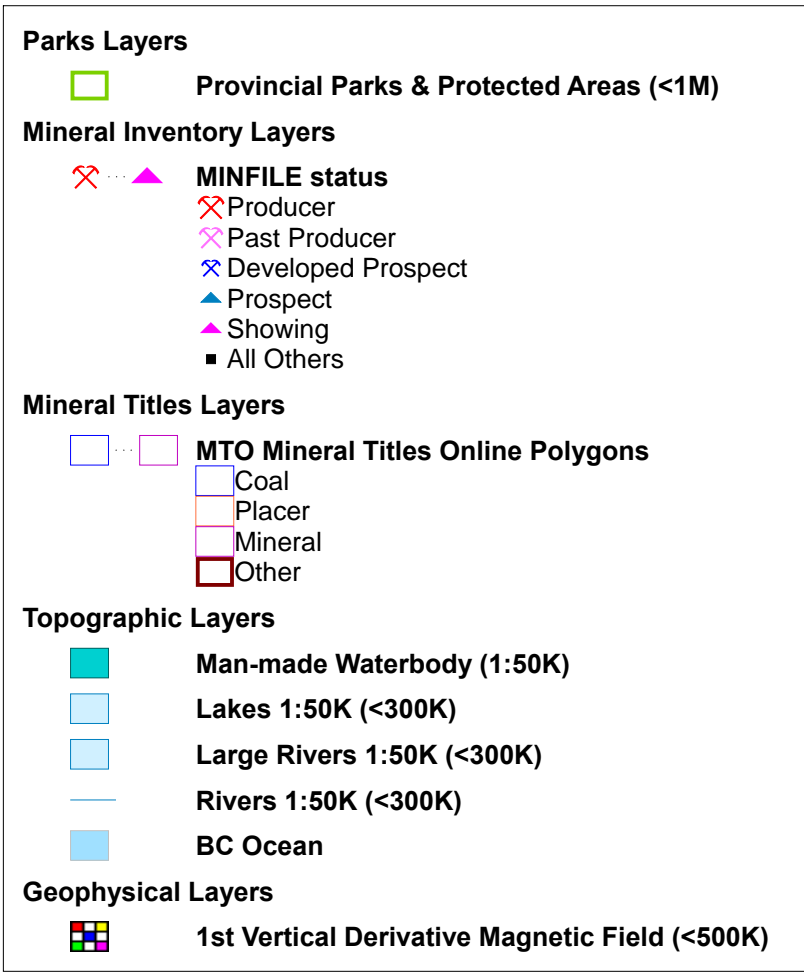 Parks Layers
Provincial Parks & Protected Areas (<1M)
Mineral Inventory Layers
MINFILE status
Producer
Past Producer
Developed Prospect
Prospect
Showing
All Others
Mineral Titles Layers
MTO Mineral Titles Online Polygons
Coal
Placer
Mineral
Other
Topographic Layers
Man-made Waterbody (1:50K)
Lakes 1:50K (<300K)
Large Rivers 1:50K (<300K)
Rivers 1:50K (<300K)
BC Ocean
Geophysical Layers
1st Vertical Derivative Magnetic Field (<500K)